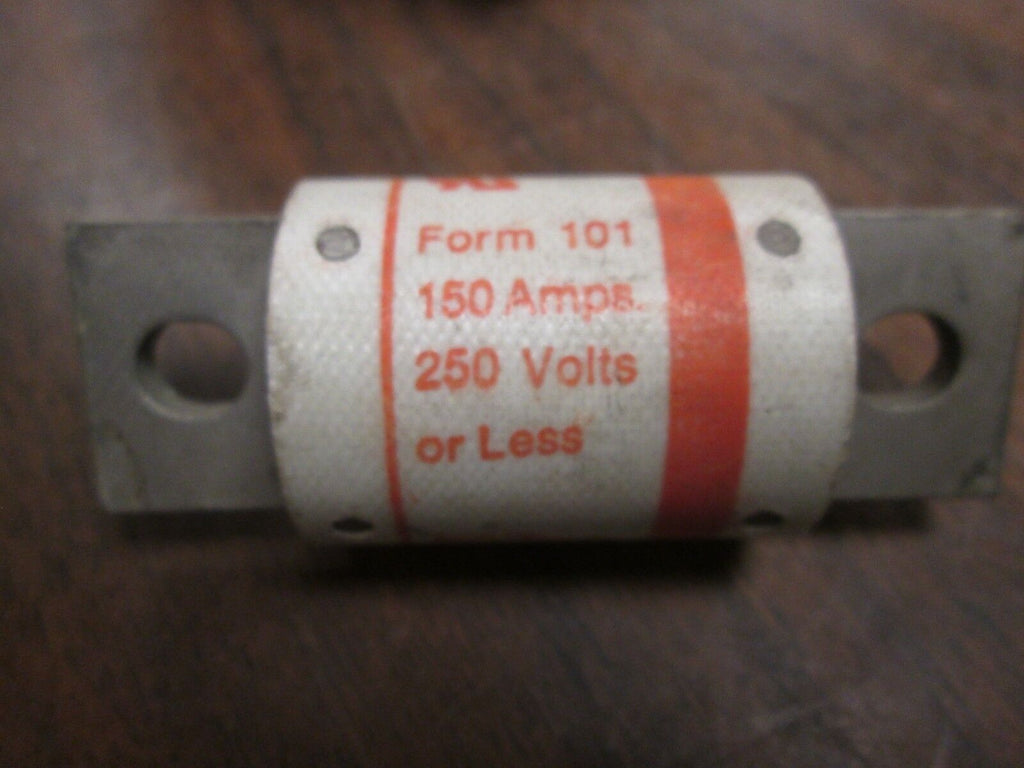 Form 101
150 Amps.
250 Volts
or Less